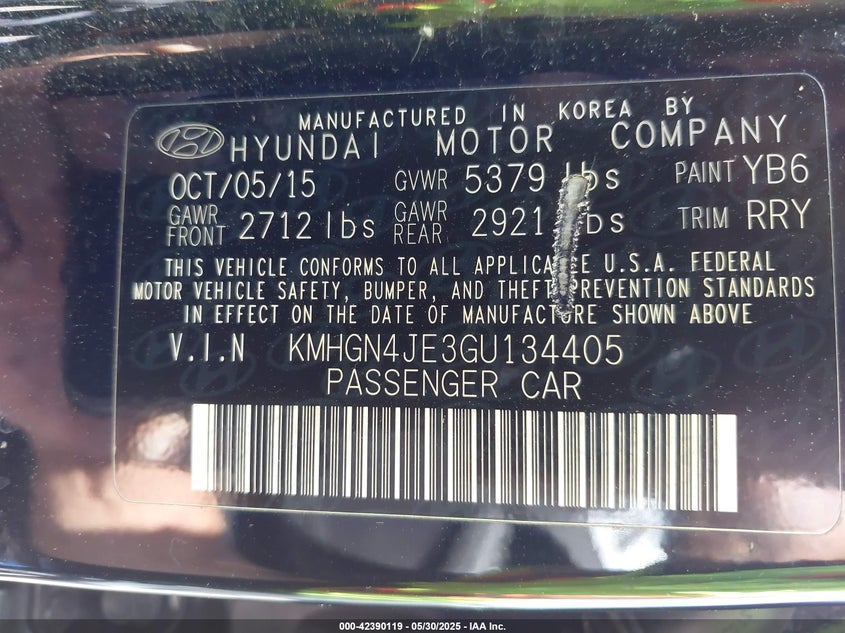 MANUFACTURED IN KOREA BY
HYUNDAI MOTOR COMPANY
OCT/05/15 GVWR 5379 lbs PAINT YB6
GAWR FRONT 2712 lbs GAWR REAR 2921 lbs TRIM RRY
THIS VEHICLE CONFORMS TO ALL APPLICABLE U.S.A. FEDERAL
MOTOR VEHICLE SAFETY, BUMPER, AND THEFT PREVENTION STANDARDS
IN EFFECT ON THE DATE OF MANUFACTURE SHOWN ABOVE
V.I.N KMHGN4JE3GU134405
PASSENGER CAR
000-42390119 - 05/30/2025 - IAA Inc.